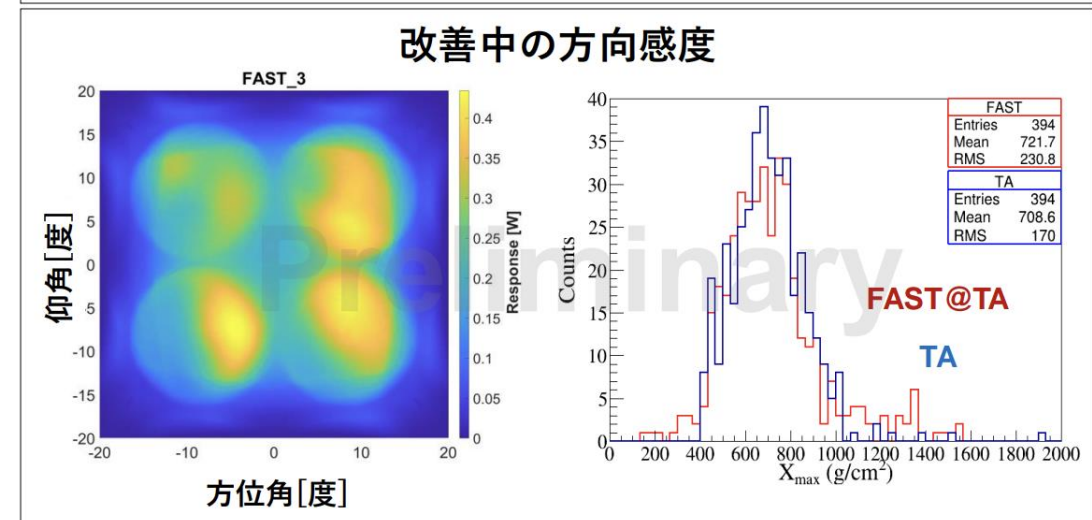 改善中の方向感度
FAST_3
20
15
10
5
0
-5
-10
-15
-20
-20
-10
0
10
20
仰角[度]
方位角[度]
0.4
0.35
0.3
0.25
0.2
0.15
0.1
0.05
0
Response [W]
Preliminary
40
35
30
25
20
15
10
5
0
0 200 400 600 800 1000 1200 1400 1600 1800 2000
Counts
X_max (g/cm²)
FAST
Entries 394
Mean 721.7
RMS 230.8
TA
Entries 394
Mean 708.6
RMS 170
FAST@TA
TA